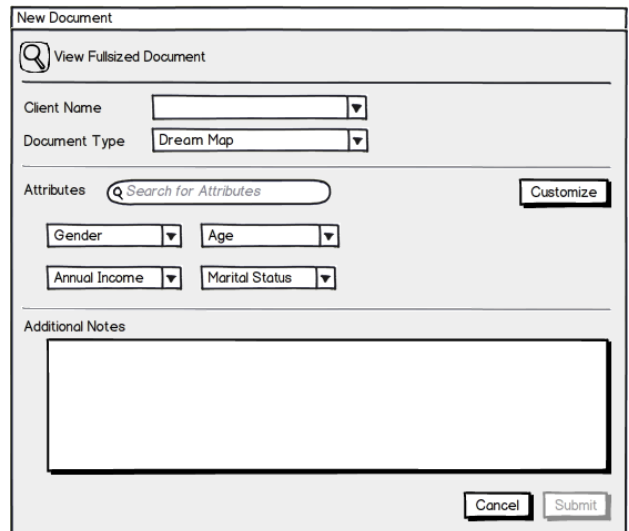 New Document
View Fullsized Document
Client Name
Document Type Dream Map
Attributes Search for Attributes Customize
Gender Age
Annual Income Marital Status
Additional Notes
Cancel Submit